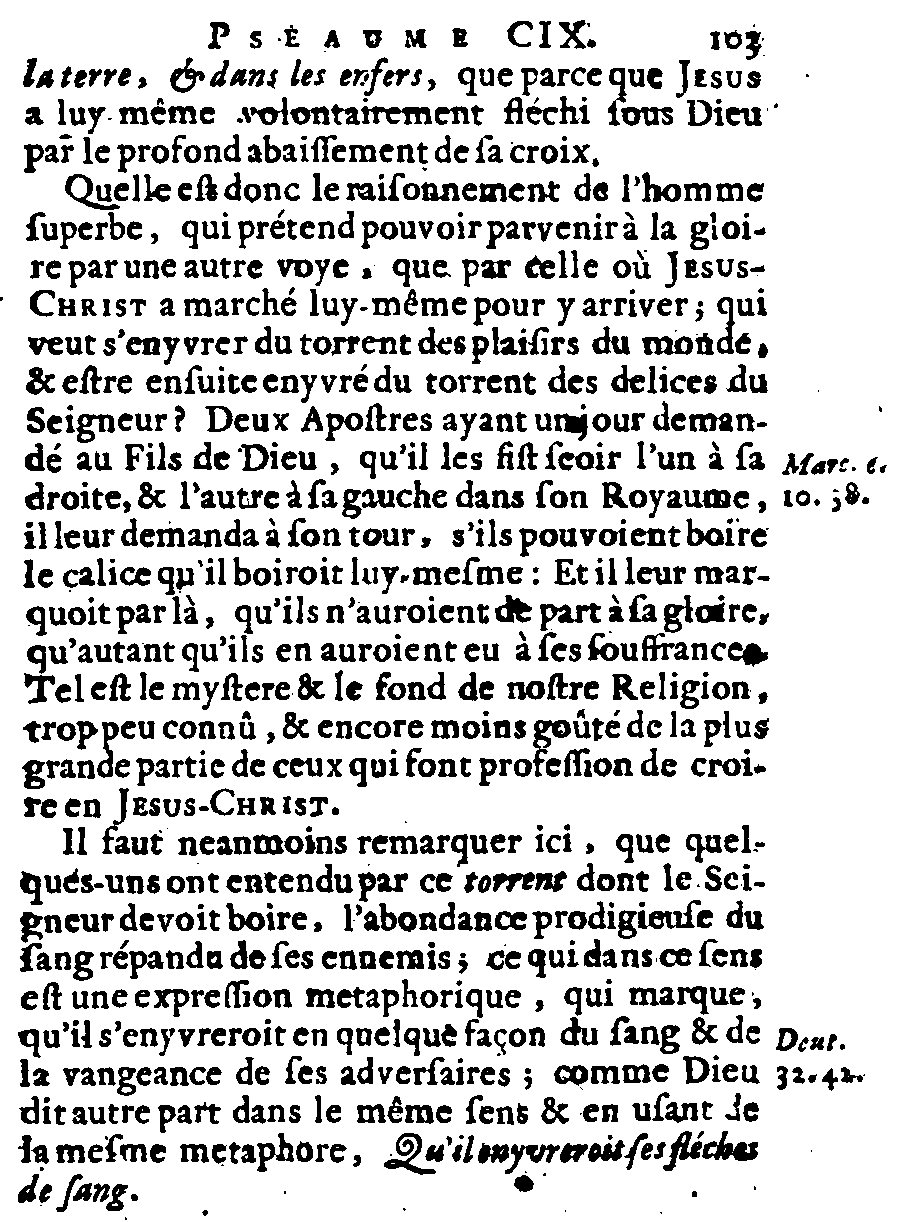 PSEAUME CIX. 103
la terre, & dans les enfers, que parce que JESUS
a luy-même volontairement fléchi sous Dieu
par le profond abaissement de sa croix.
Quelle est donc le raisonnement de l'homme
superbe, qui prétend pouvoir parvenir à la gloi-
re par une autre voye, que par celle où JESUS-
CHRIST a marché luy-même pour y arriver; qui
veut s'enyvrer du torrent des plaisirs du monde,
& estre ensuite enyvré du torrent des delices du
Seigneur? Deux Apostres ayant un jour deman-
dé au Fils de Dieu, qu'il les fist seoir l'un à sa
droite, & l'autre à sa gauche dans son Royaume,
il leur demanda à son tour, s'ils pouvoient boire
le calice qu'il boiroit luy-mesme: Et il leur mar-
quoit par là, qu'ils n'auroient de part à sa gloire,
qu'autant qu'ils en auroient eu à ses souffrances.
Tel est le mystere & le fond de nostre Religion,
trop peu connû, & encore moins goûté de la plus
grande partie de ceux qui font profession de croi-
re en JESUS-CHRIST.
Il faut neanmoins remarquer ici, que quel-
ques-uns ont entendu par ce torrent dont le Sei-
gneur devoit boire, l'abondance prodigieuse du
sang répandu de ses ennemis; ce qui dans ce sens
est une expression metaphorique, qui marque,
qu'il s'enyvreroit en quelque façon du sang & de
la vangeance de ses adversaires; comme Dieu
dit autre part dans le même sens & en usant de
la mesme metaphore, Qu'il enyvreroit ses fléches
de sang.
Marc. c.
10. 38.
Deut.
32. 42.